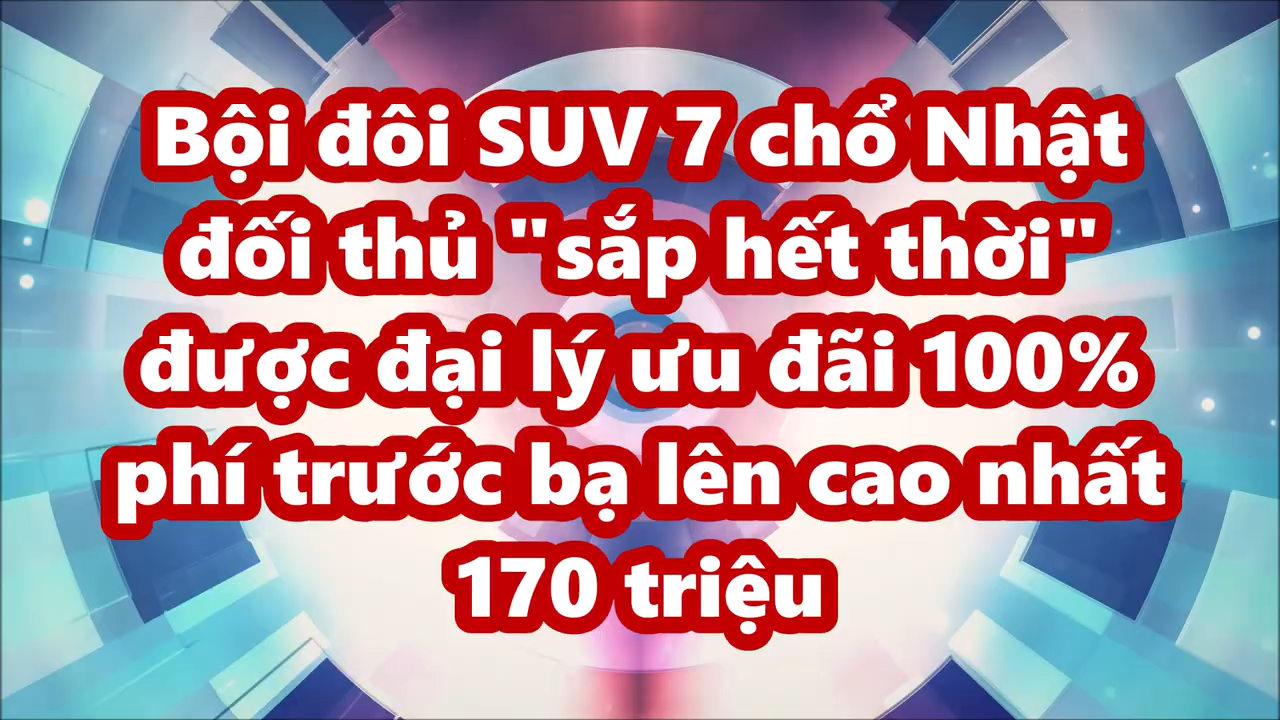 Bội đôi SUV 7 chổ Nhật
đối thủ "sắp hết thời"
được đại lý ưu đãi 100%
phí trước bạ lên cao nhất
170 triệu